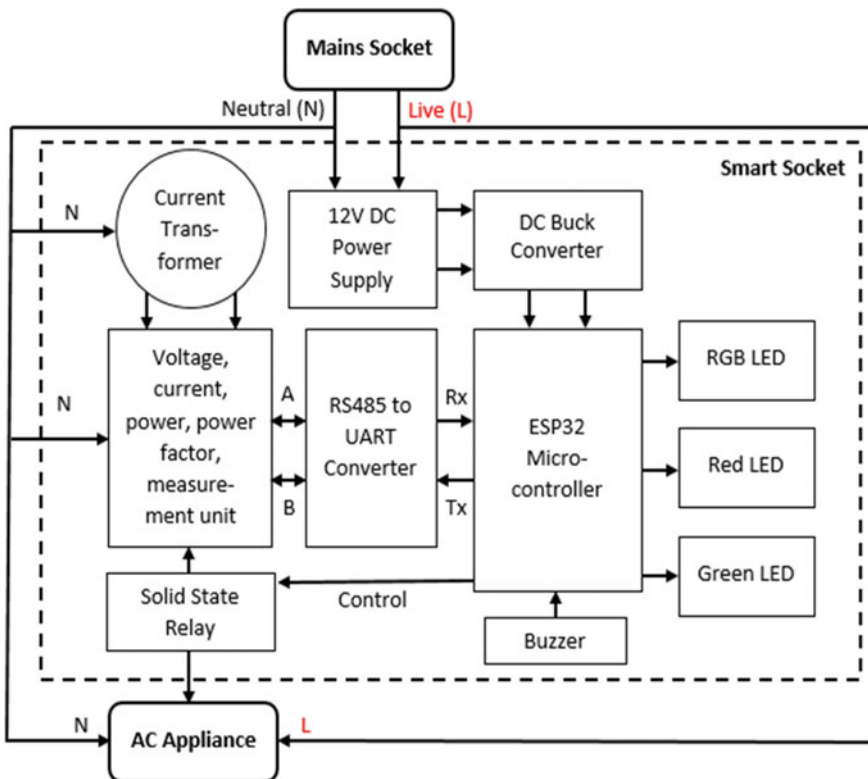 Mains Socket
Neutral (N)
Live (L)
Smart Socket
N
Current
Trans-
former
12V DC
Power
Supply
DC Buck
Converter
N
Voltage,
current,
power, power
factor,
measure-
ment unit
A
B
RS485 to
UART
Converter
Rx
Tx
ESP32
Micro-
controller
RGB LED
Red LED
Green LED
Solid State
Relay
Control
Buzzer
N
AC Appliance
L